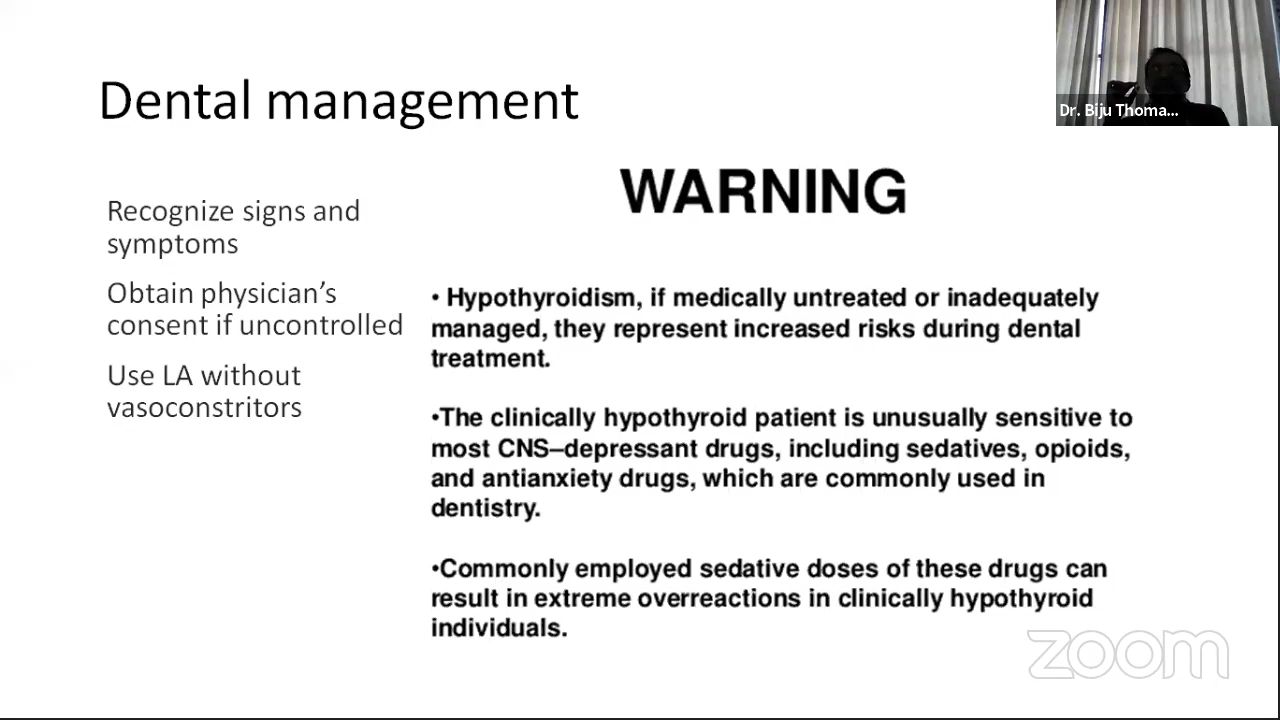 Dental management
Dr. Biju Thoma...
Recognize signs and
symptoms
Obtain physician’s
consent if uncontrolled
Use LA without
vasoconstritors
WARNING
• Hypothyroidism, if medically untreated or inadequately
managed, they represent increased risks during dental
treatment.
•The clinically hypothyroid patient is unusually sensitive to
most CNS–depressant drugs, including sedatives, opioids,
and antianxiety drugs, which are commonly used in
dentistry.
•Commonly employed sedative doses of these drugs can
result in extreme overreactions in clinically hypothyroid
individuals.
zoom